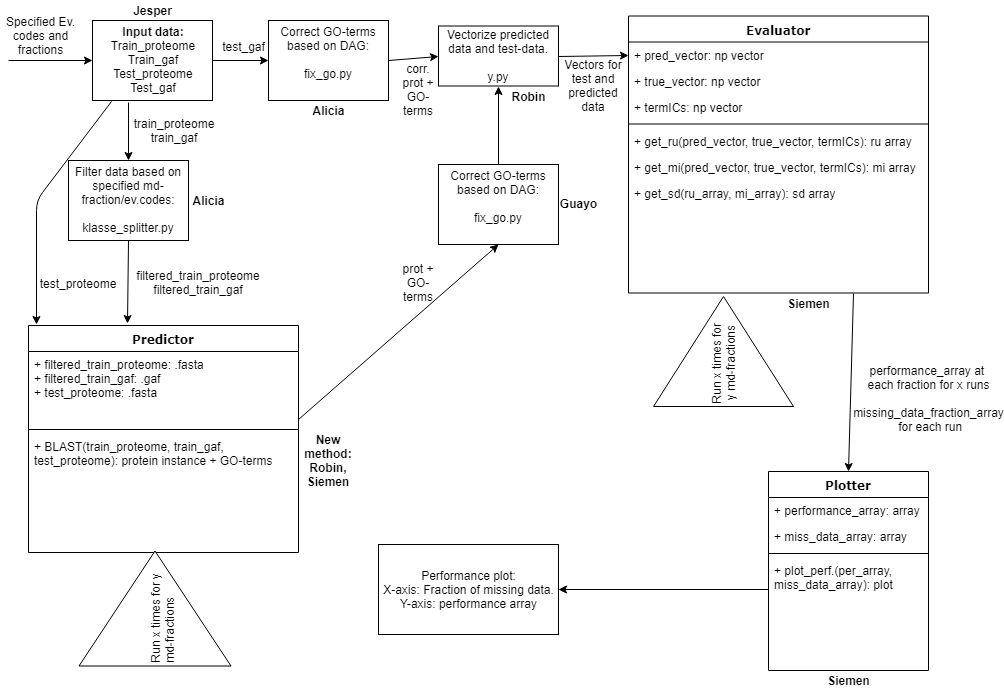 Specified Ev.
codes and
fractions
Jesper
Input data:
Train_proteome
Train_gaf
Test_proteome
Test_gaf
test_gaf
Correct GO-terms
based on DAG:
fix_go.py
Alicia
corr.
prot +
GO-
terms
Vectorize predicted
data and test-data.
y.py
Robin
Vectors for
test and
predicted
data
Evaluator
+ pred_vector: np vector
+ true_vector: np vector
+ termICs: np vector
+ get_ru(pred_vector, true_vector, termICs): ru array
+ get_mi(pred_vector, true_vector, termICs): mi array
+ get_sd(ru_array, mi_array): sd array
Siemen
train_proteome
train_gaf
Filter data based on
specified md-
fraction/ev.codes:
klasse_splitter.py
Alicia
Correct GO-terms
based on DAG:
fix_go.py
Guayo
test_proteome
filtered_train_proteome
filtered_train_gaf
prot +
GO-
terms
Run x times for
y md-fractions
Predictor
+ filtered_train_proteome: .fasta
+ filtered_train_gaf: .gaf
+ test_proteome: .fasta
+ BLAST(train_proteome, train_gaf,
test_proteome): protein instance + GO-terms
New
method:
Robin,
Siemen
performance_array at
each fraction for x runs
missing_data_fraction_array
for each run
Plotter
+ performance_array: array
+ miss_data_array: array
+ plot_perf.(per_array,
miss_data_array): plot
Siemen
Performance plot:
X-axis: Fraction of missing data.
Y-axis: performance array
Run x times for y
md-fractions